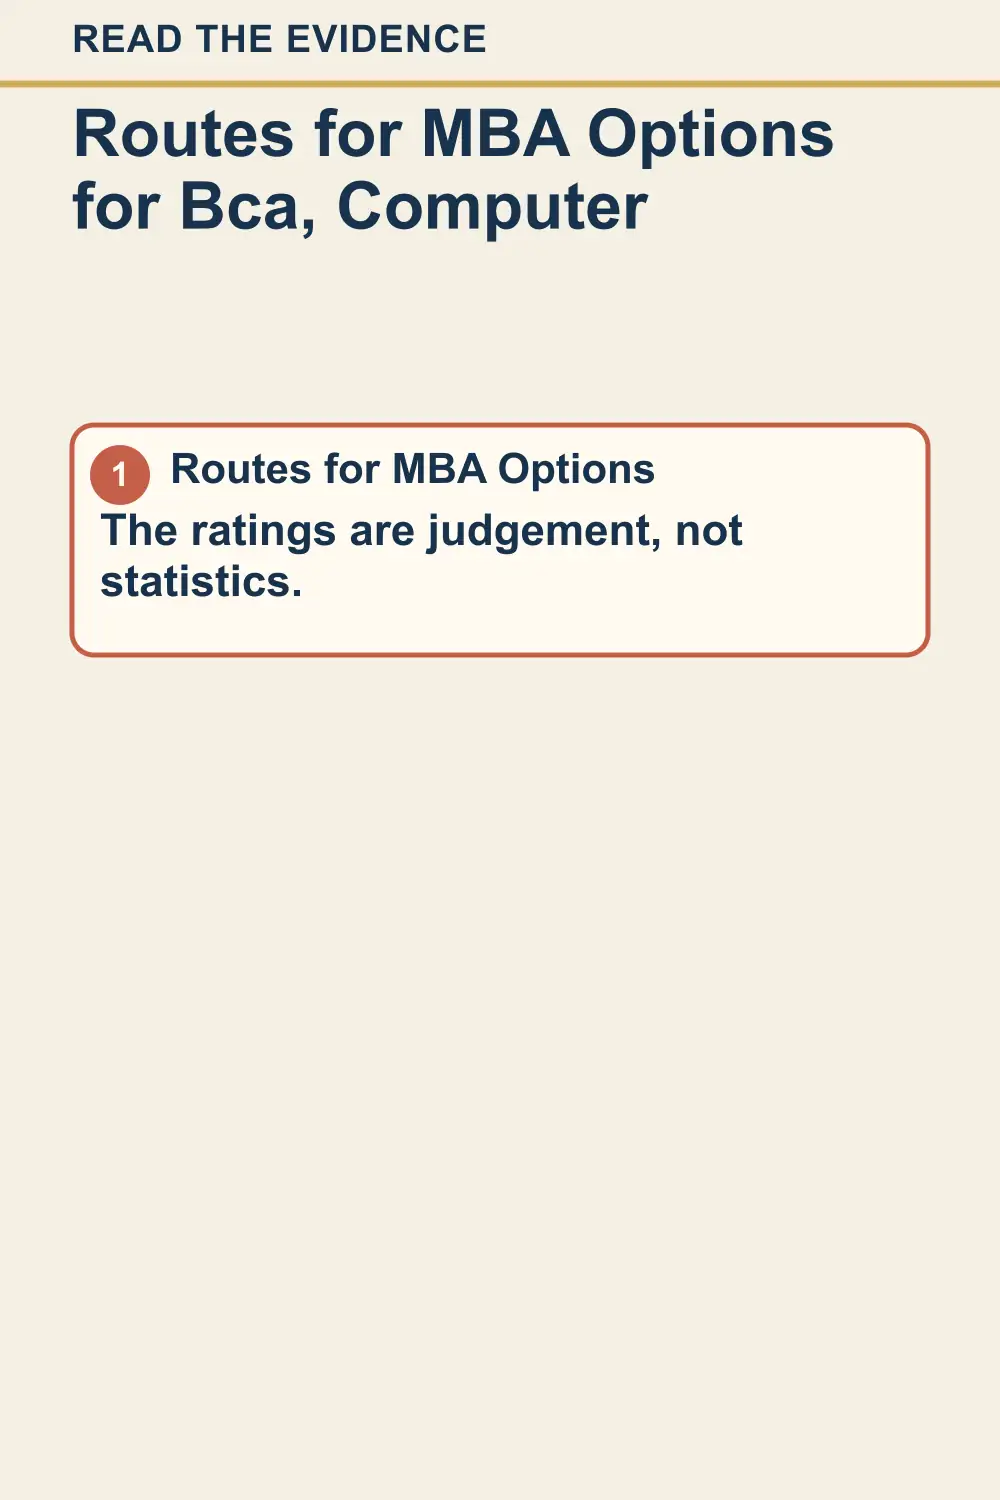 READ THE EVIDENCE
Routes for MBA Options
for Bca, Computer
1 Routes for MBA Options
The ratings are judgement, not
statistics.